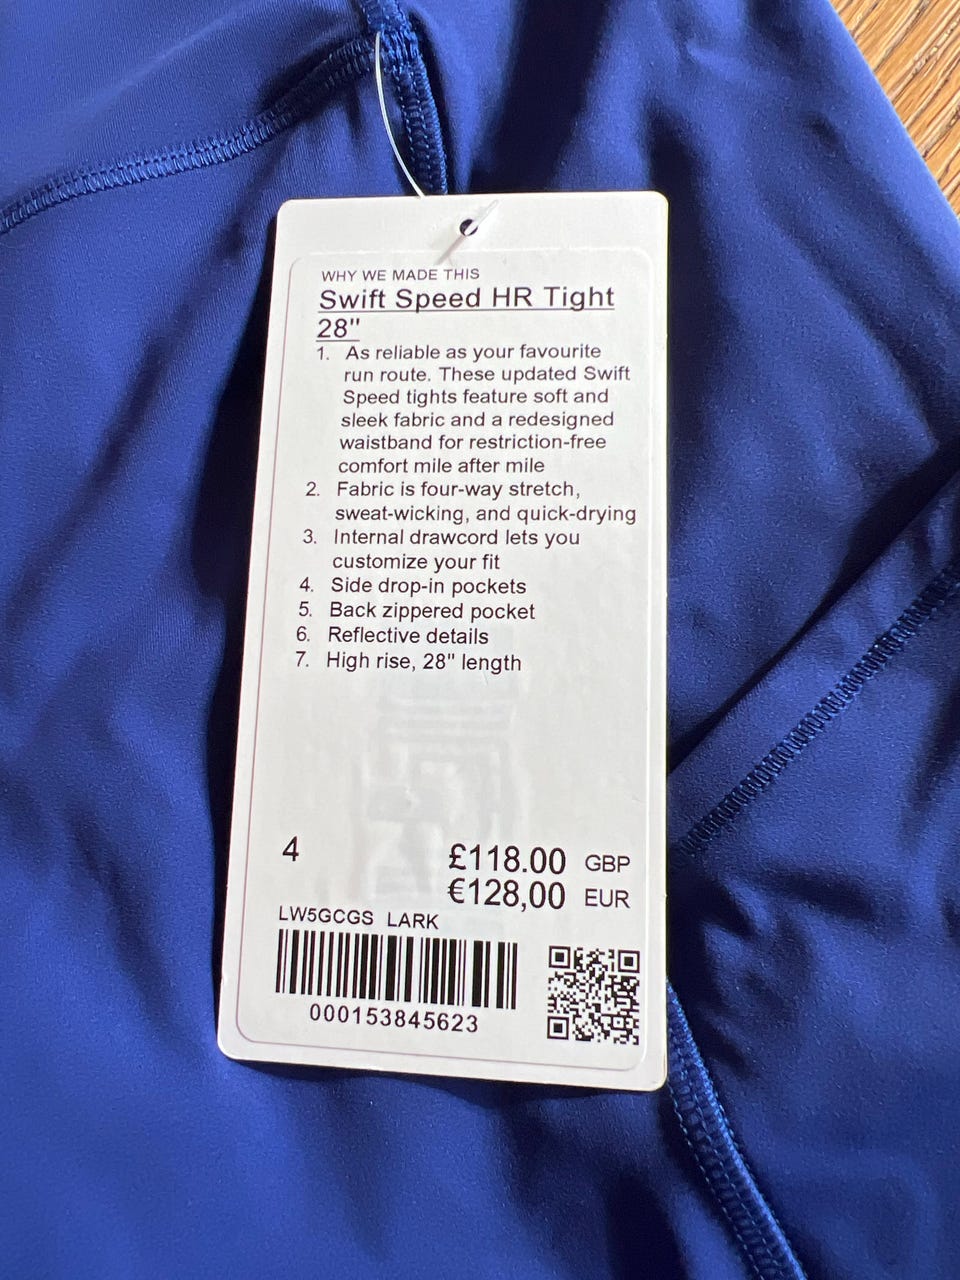 WHY WE MADE THIS
Swift Speed HR Tight
28"
1. As reliable as your favourite
run route. These updated Swift
Speed tights feature soft and
sleek fabric and a redesigned
waistband for restriction-free
comfort mile after mile
2. Fabric is four-way stretch,
sweat-wicking, and quick-drying
3. Internal drawcord lets you
customize your fit
4. Side drop-in pockets
5. Back zippered pocket
6. Reflective details
7. High rise, 28" length
4 £118.00 GBP
€128,00 EUR
LW5GCGS LARK
000153845623